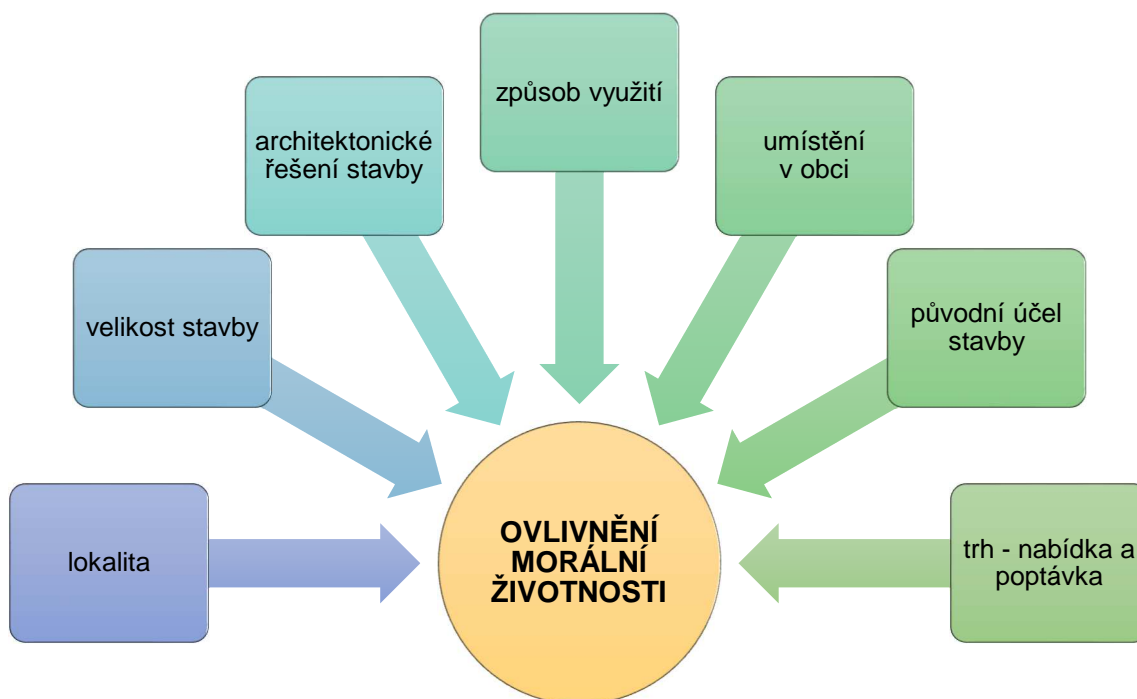 způsob využití
architektonické
řešení stavby
umístění
v obci
velikost stavby
původní účel
stavby
lokalita
OVLIVNĚNÍ
MORÁLNÍ
ŽIVOTNOSTI
trh - nabídka a
poptávka